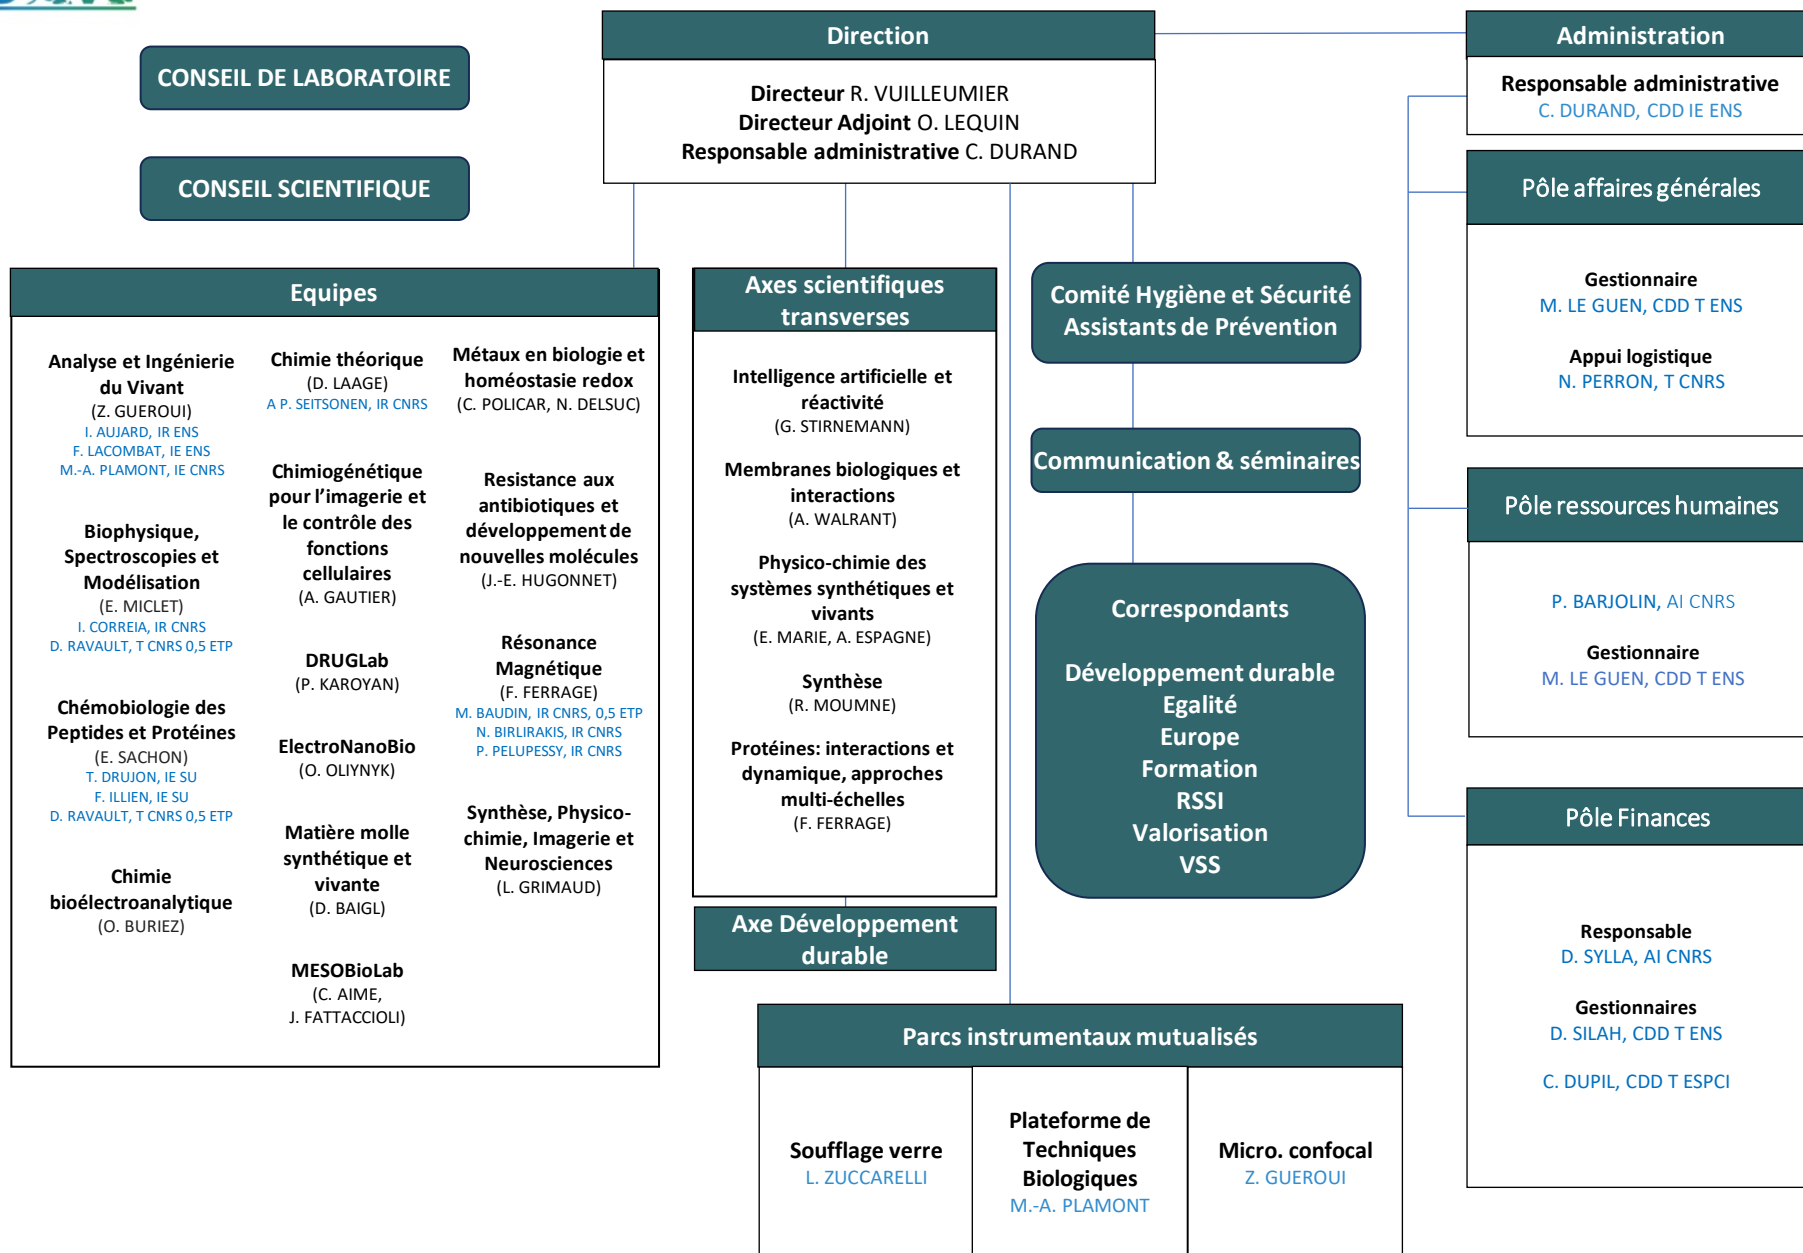 CONSEIL DE LABORATOIRE
CONSEIL SCIENTIFIQUE
Direction
Directeur R. VUILLEUMIER
Directeur Adjoint O. LEQUIN
Responsable administrative C. DURAND
Administration
Responsable administrative
C. DURAND, CDD IE ENS
Pôle affaires générales
Gestionnaire
M. LE GUEN, CDD T ENS
Appui logistique
N. PERRON, T CNRS
Pôle ressources humaines
P. BARJOLIN, AI CNRS
Gestionnaire
M. LE GUEN, CDD T ENS
Pôle Finances
Responsable
D. SYLLA, AI CNRS
Gestionnaires
D. SILAH, CDD T ENS
C. DUPIL, CDD T ESPCI
Equipes
Analyse et Ingénierie
du Vivant
(Z. GUEROUI)
I. AUJARD, IR ENS
F. LACOMBAT, IE ENS
M.-A. PLAMONT, IE CNRS
Biophysique,
Spectroscopies et
Modélisation
(E. MICLET)
I. CORREIA, IR CNRS
D. RAVAULT, T CNRS 0,5 ETP
Chémobiologie des
Peptides et Protéines
(E. SACHON)
T. DRUJON, IE SU
F. ILLIEN, IE SU
D. RAVAULT, T CNRS 0,5 ETP
Chimie
bioélectroanalytique
(O. BURIEZ)
Chimie théorique
(D. LAAGE)
A P. SEITSONEN, IR CNRS
Chimiogénétique
pour l'imagerie et
le contrôle des
fonctions
cellulaires
(A. GAUTIER)
DRUGLab
(P. KAROYAN)
ElectroNanoBio
(O. OLIYNYK)
Matière molle
synthétique et
vivante
(D. BAIGL)
MESOBioLab
(C. AIME,
J. FATTACCIOLI)
Métaux en biologie et
homéostasie redox
(C. POLICAR, N. DELSUC)
Resistance aux
antibiotiques et
développement de
nouvelles molécules
(J.-E. HUGONNET)
Résonance
Magnétique
(F. FERRAGE)
M. BAUDIN, IR CNRS, 0,5 ETP
N. BIRLIRAKIS, IR CNRS
P. PELUPESSY, IR CNRS
Synthèse, Physico-
chimie, Imagerie et
Neurosciences
(L. GRIMAUD)
Axes scientifiques
transverses
Intelligence artificielle et
réactivité
(G. STIRNEMANN)
Membranes biologiques et
interactions
(A. WALRANT)
Physico-chimie des
systèmes synthétiques et
vivants
(E. MARIE, A. ESPAGNE)
Synthèse
(R. MOUMNE)
Protéines: interactions et
dynamique, approches
multi-échelles
(F. FERRAGE)
Axe Développement
durable
Comité Hygiène et Sécurité
Assistants de Prévention
Communication & séminaires
Correspondants
Développement durable
Egalité
Europe
Formation
RSSI
Valorisation
VSS
Parcs instrumentaux mutualisés
Soufflage verre
L. ZUCCARELLI
Plateforme de
Techniques
Biologiques
M.-A. PLAMONT
Micro. confocal
Z. GUEROUI